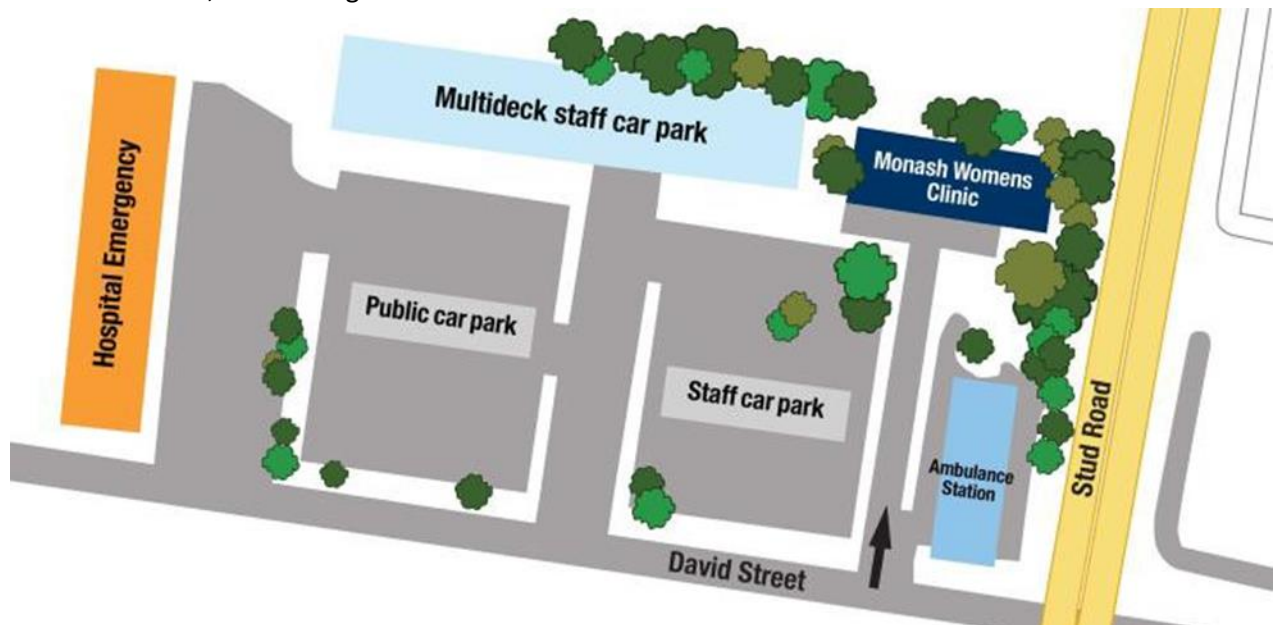 Multideck staff car park
Monash Womens
Clinic
Hospital Emergency
Public car park
Staff car park
Ambulance
Station
Stud Road
David Street